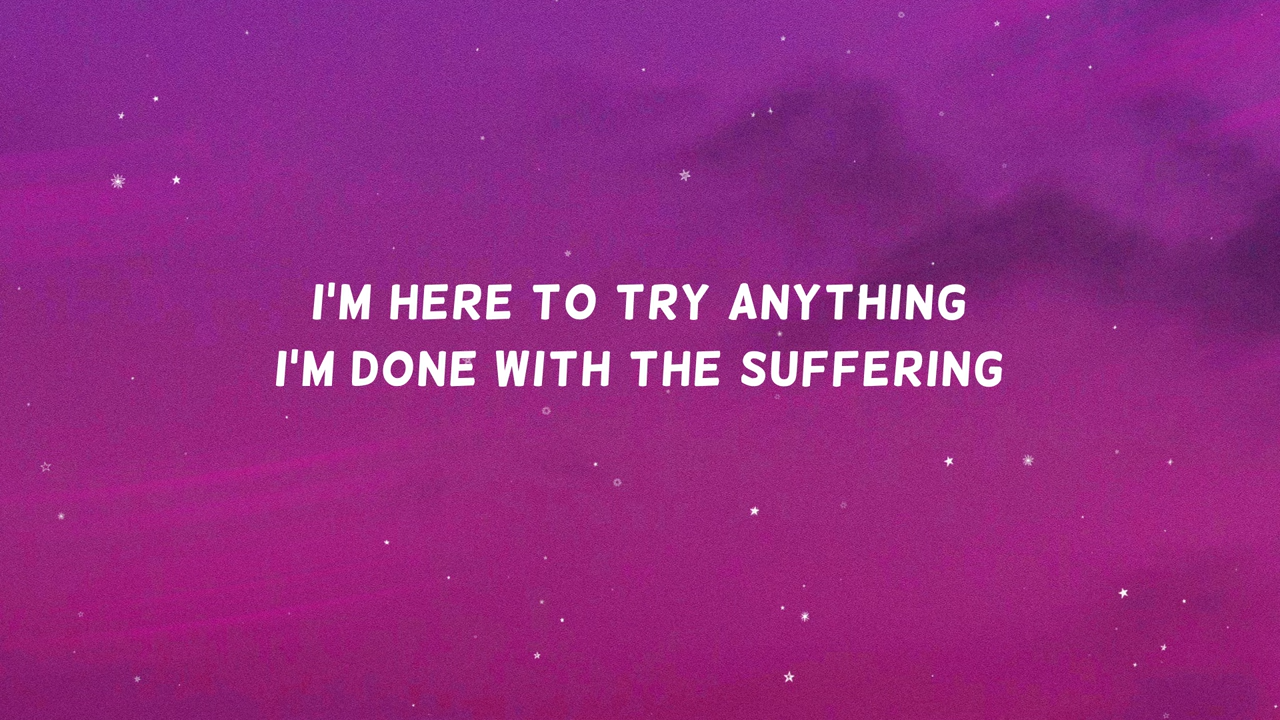 I'M HERE TO TRY ANYTHING
I'M DONE WITH THE SUFFERING